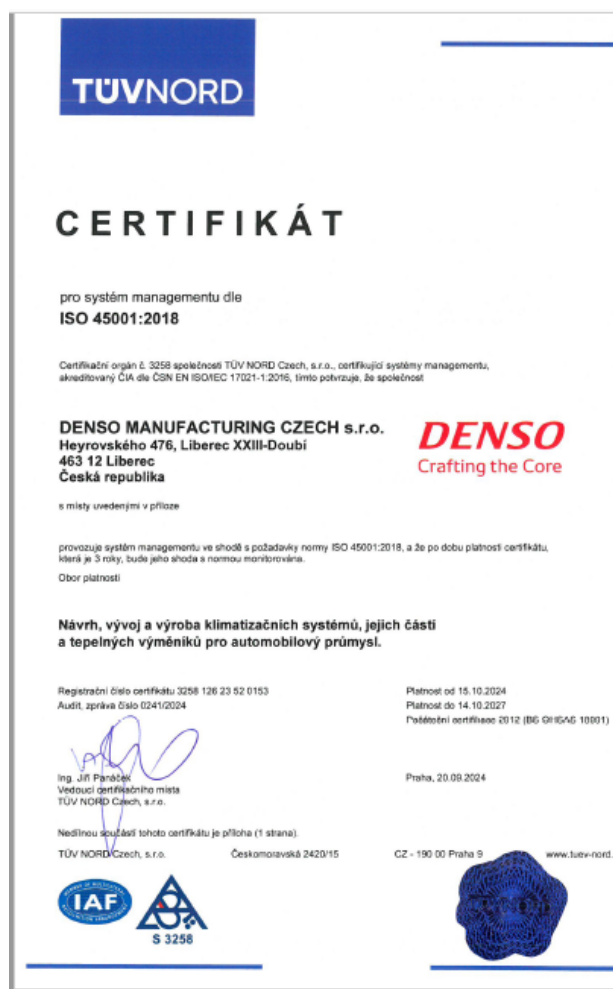 TÜVNORD
CERTIFIKÁT
pro systém managementu dle
ISO 45001:2018
Certifikační orgán č. 3258 společnosti TÜV NORD Czech, s.r.o., certifikující systémy managementu,
akreditovaný ČIA dle ČSN EN ISO/IEC 17021-1:2016, tímto potvrzuje, že společnost
DENSO MANUFACTURING CZECH s.r.o.
Heyrovského 476, Liberec XXIII-Doubí
463 12 Liberec
Česká republika
DENSO
Crafting the Core
s místy uvedenými v příloze
provozuje systém managementu ve shodě s požadavky normy ISO 45001:2018, a že po dobu platnosti certifikátu,
která je 3 roky, bude jeho shoda s normou monitorována.
Obor platnosti
Návrh, vývoj a výroba klimatizačních systémů, jejich částí
a tepelných výměníků pro automobilový průmysl.
Registrační číslo certifikátu 3258 126 23 52 0153
Audit, zpráva číslo 0241/2024
Platnost od 15.10.2024
Platnost do 14.10.2027
Počáteční certifikace 2012 (BS OHSAS 18001)
Ing. Jiří Panáček
Vedoucí certifikačního místa
TÜV NORD Czech, s.r.o.
Praha, 20.09.2024
Nedílnou součástí tohoto certifikátu je příloha (1 strana).
TÜV NORD Czech, s.r.o. Českomoravská 2420/15 CZ - 190 00 Praha 9 www.tuev-nord.
IAF
S 3258